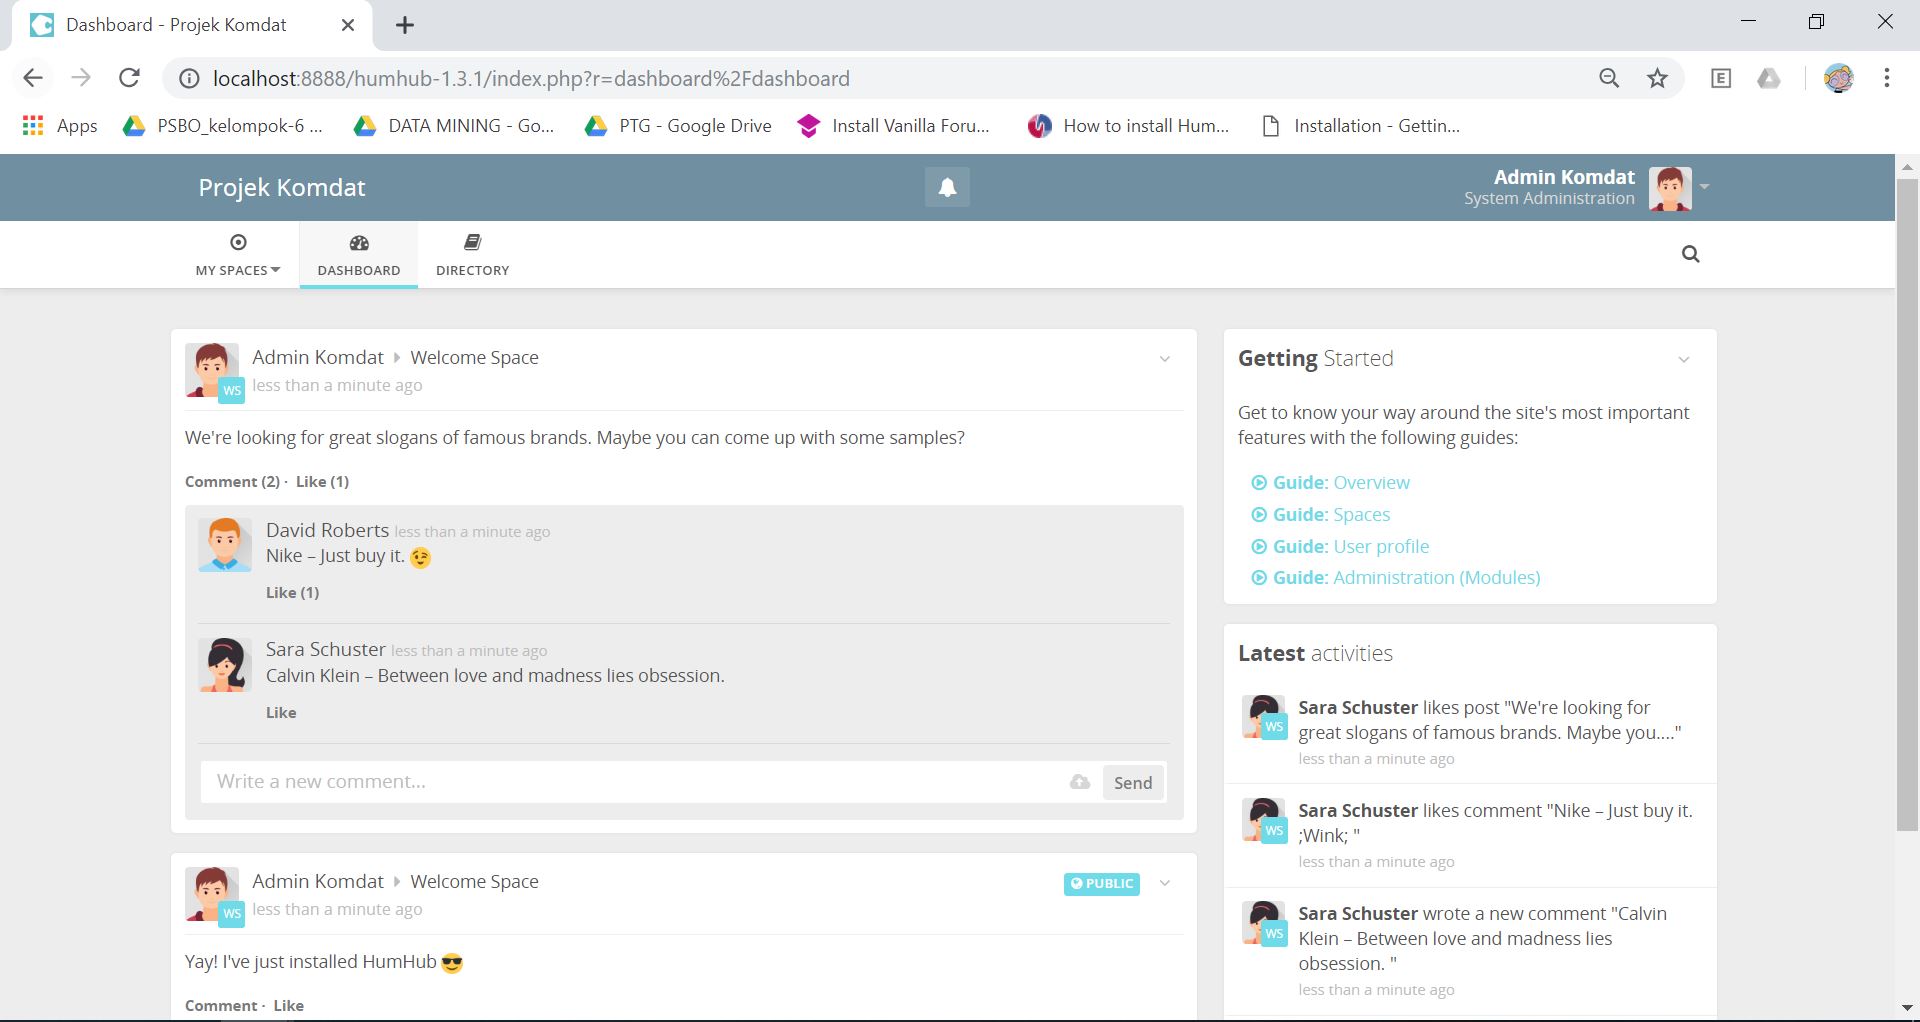 Dashboard - Projek Komdat
localhost:8888/humhub-1.3.1/index.php?r=dashboard%2Fdashboard
Apps PSBO_kelompok-6 ... DATA MINING - Go... PTG - Google Drive Install Vanilla Foru... How to install Hum... Installation - Gettin...
Projek Komdat
Admin Komdat
System Administration
MY SPACES DASHBOARD DIRECTORY
Admin Komdat Welcome Space
WS less than a minute ago
We're looking for great slogans of famous brands. Maybe you can come up with some samples?
Comment (2) · Like (1)
David Roberts less than a minute ago
Nike – Just buy it. 😉
Like (1)
Sara Schuster less than a minute ago
Calvin Klein – Between love and madness lies obsession.
Like
Write a new comment... Send
Admin Komdat Welcome Space PUBLIC
WS less than a minute ago
Yay! I've just installed HumHub 😎
Comment · Like
Getting Started
Get to know your way around the site's most important
features with the following guides:
Guide: Overview
Guide: Spaces
Guide: User profile
Guide: Administration (Modules)
Latest activities
Sara Schuster likes post "We're looking for
WS great slogans of famous brands. Maybe you...."
less than a minute ago
Sara Schuster likes comment "Nike – Just buy it.
WS ;Wink; "
less than a minute ago
Sara Schuster wrote a new comment "Calvin
WS Klein – Between love and madness lies
obsession. "
less than a minute ago